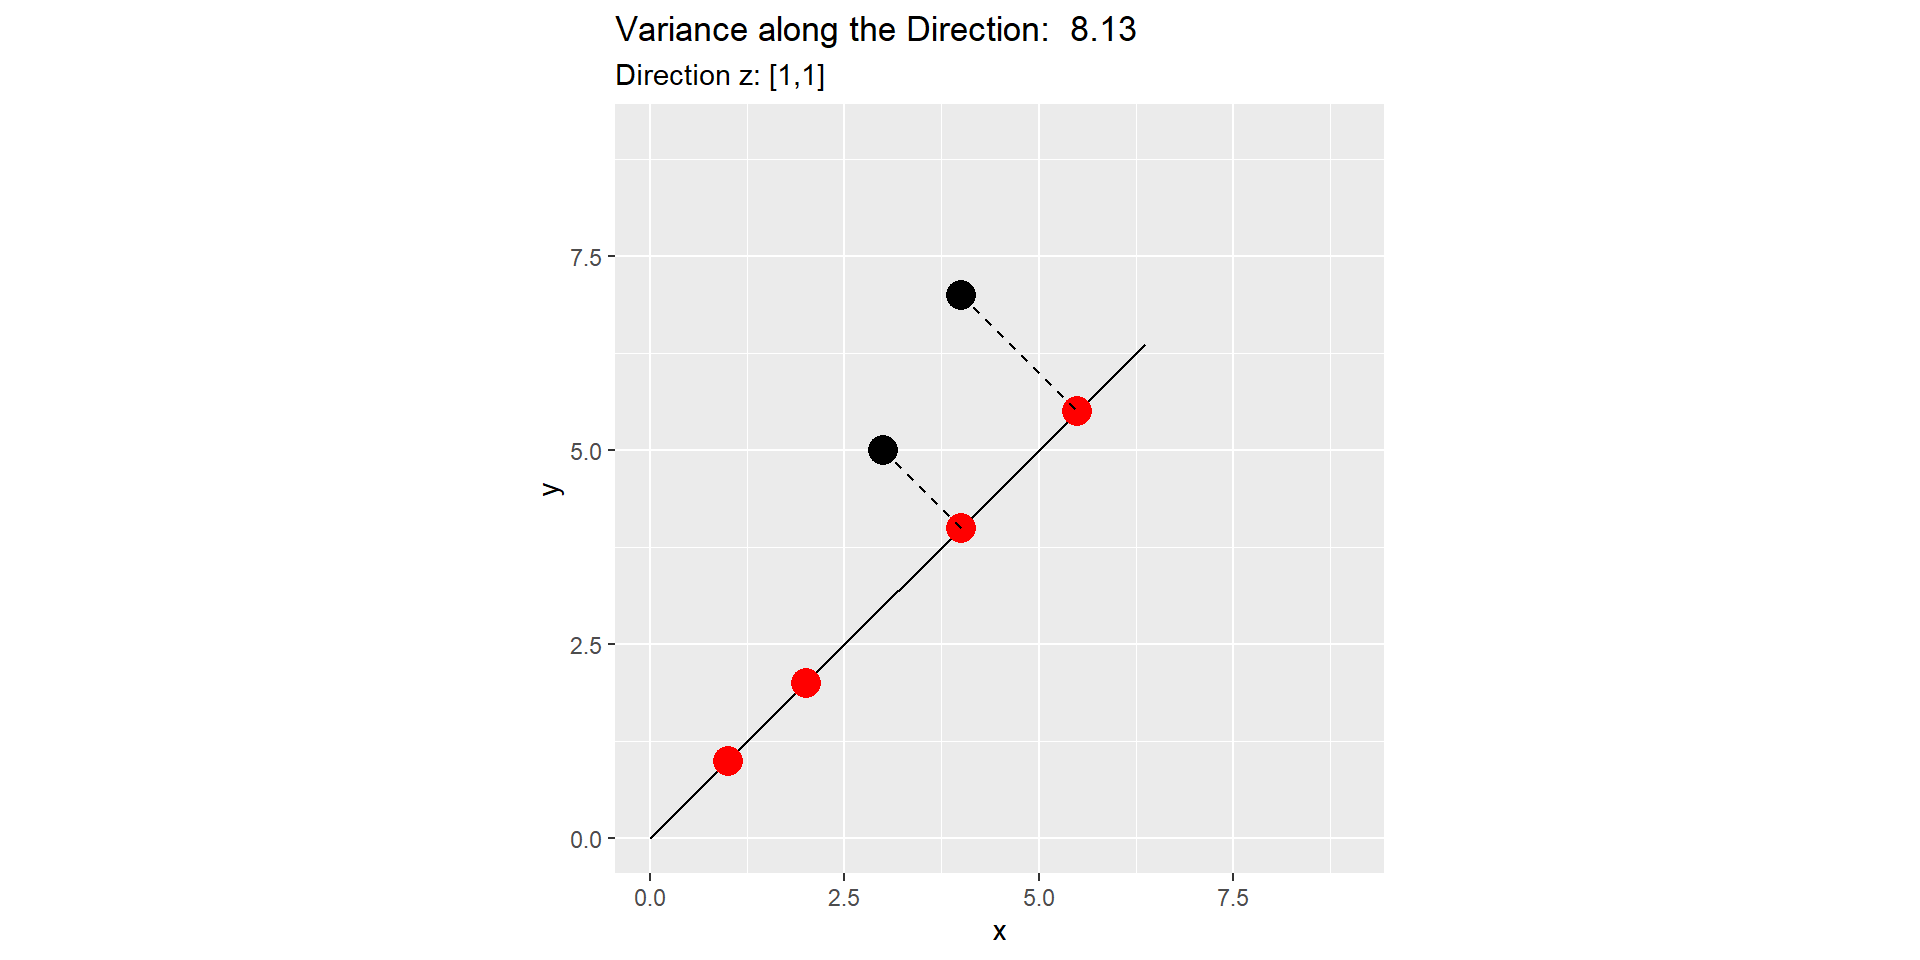 Variance along the Direction:  8.13
Direction z: [1,1]
7.5
5.0
y
2.5
0.0
0.0 2.5 5.0 7.5
x